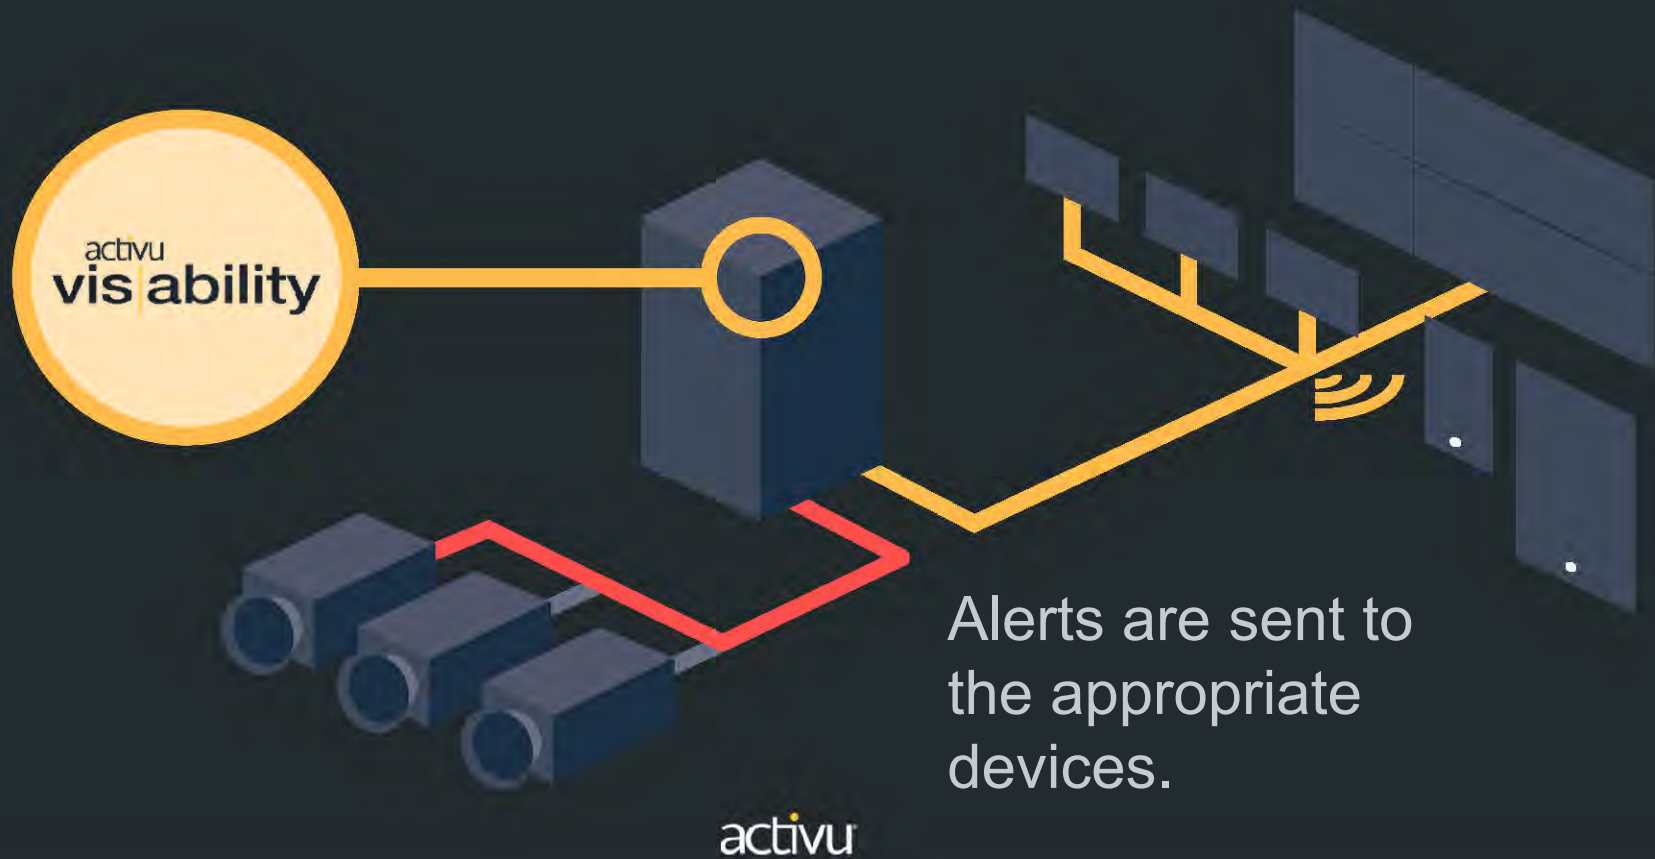 activu
vis|ability
Alerts are sent to
the appropriate
devices.
activu